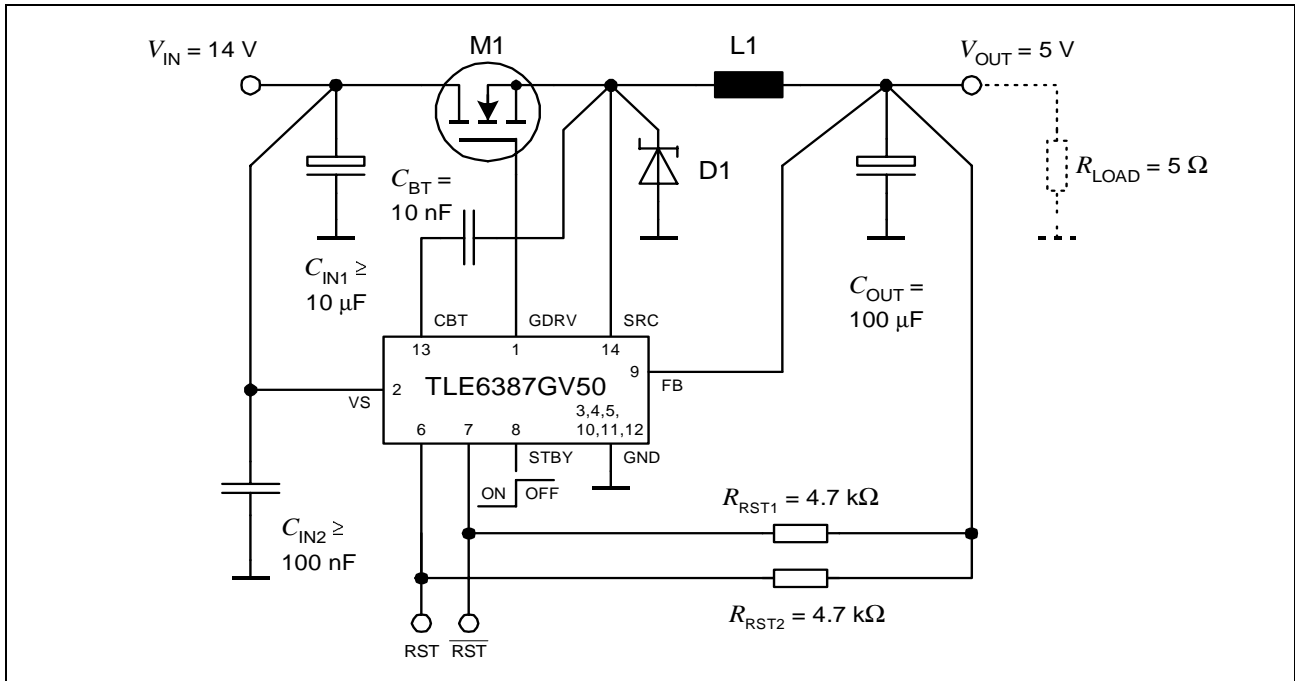 V_IN = 14 V
M1
L1
V_OUT = 5 V
C_BT =
10 nF
D1
R_LOAD = 5 Ω
C_IN1 ≥
10 µF
C_OUT =
100 µF
CBT
GDRV
SRC
13
1
14
TLE6387GV50
9
FB
VS
2
3,4,5,
10,11,12
6
7
8
STBY
GND
ON
OFF
C_IN2 ≥
100 nF
R_RST1 = 4.7 kΩ
R_RST2 = 4.7 kΩ
RST
R̅S̅T̅